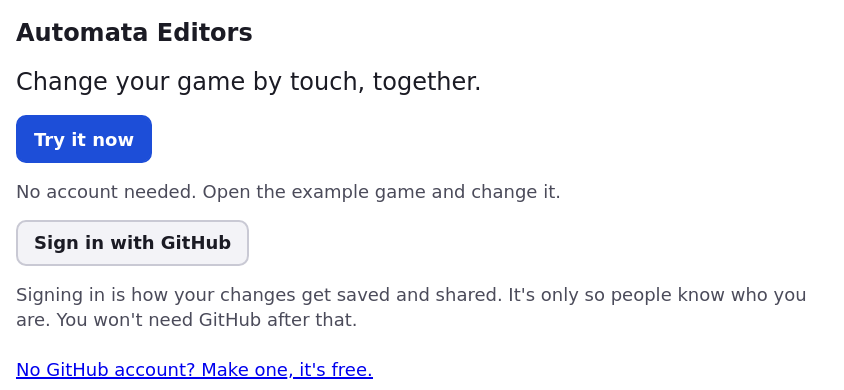 Automata Editors
Change your game by touch, together.
Try it now
No account needed. Open the example game and change it.
Sign in with GitHub
Signing in is how your changes get saved and shared. It's only so people know who you
are. You won't need GitHub after that.
No GitHub account? Make one, it's free.